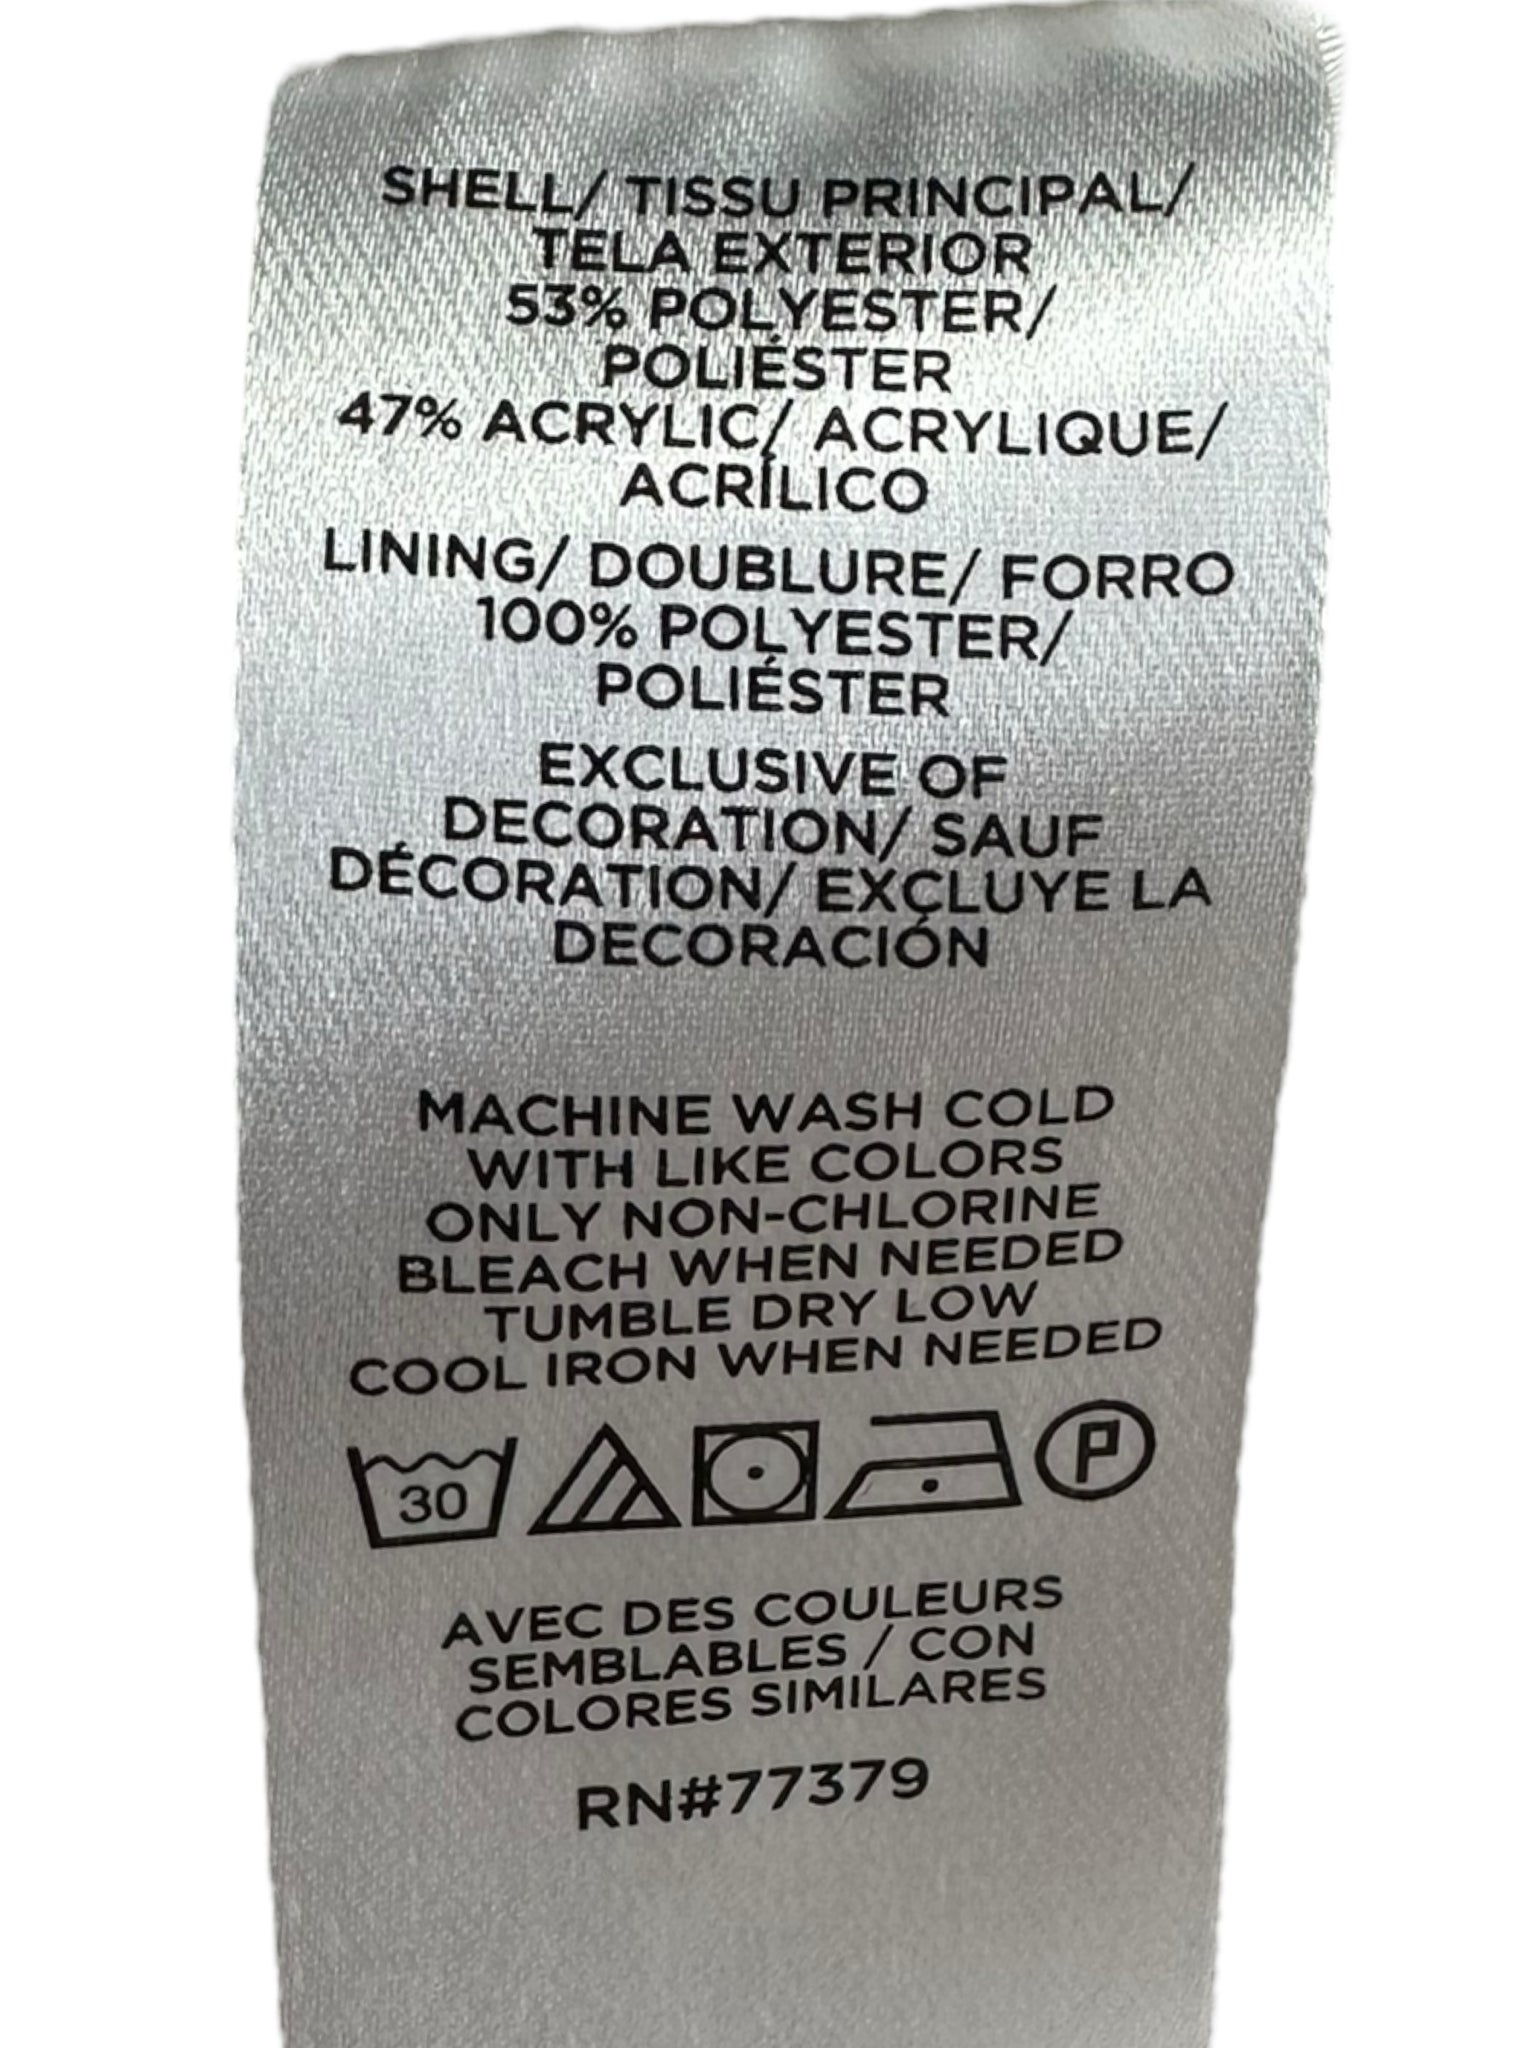 SHELL/ TISSU PRINCIPAL/
TELA EXTERIOR
53% POLYESTER/
POLIÉSTER
47% ACRYLIC/ ACRYLIQUE/
ACRÍLICO
LINING/ DOUBLURE/ FORRO
100% POLYESTER/
POLIÉSTER
EXCLUSIVE OF
DECORATION/ SAUF
DÉCORATION/ EXCLUYE LA
DECORACIÓN
MACHINE WASH COLD
WITH LIKE COLORS
ONLY NON-CHLORINE
BLEACH WHEN NEEDED
TUMBLE DRY LOW
COOL IRON WHEN NEEDED
30 P
AVEC DES COULEURS
SEMBLABLES / CON
COLORES SIMILARES
RN#77379